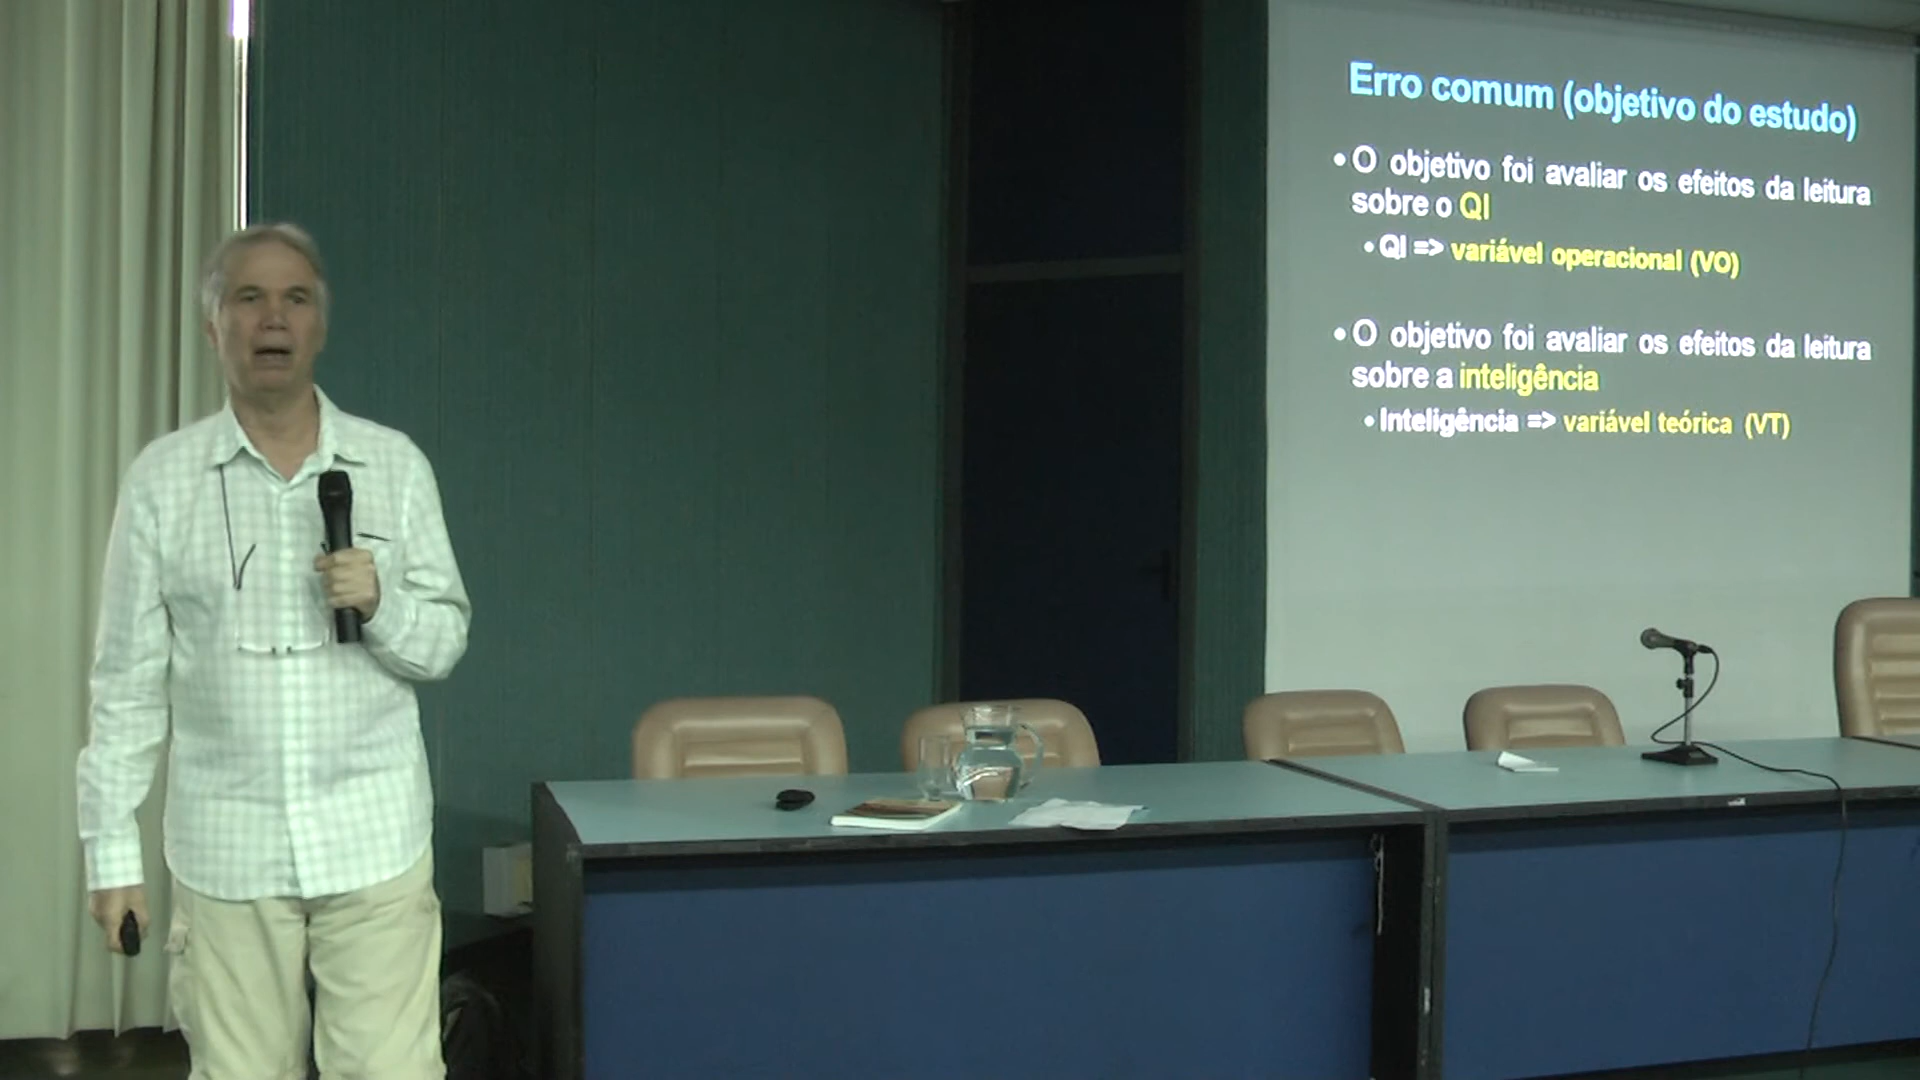 Erro comum (objetivo do estudo)
• O objetivo foi avaliar os efeitos da leitura
sobre o QI
• QI => variável operacional (VO)
• O objetivo foi avaliar os efeitos da leitura
sobre a inteligência
• Inteligência => variável teórica (VT)